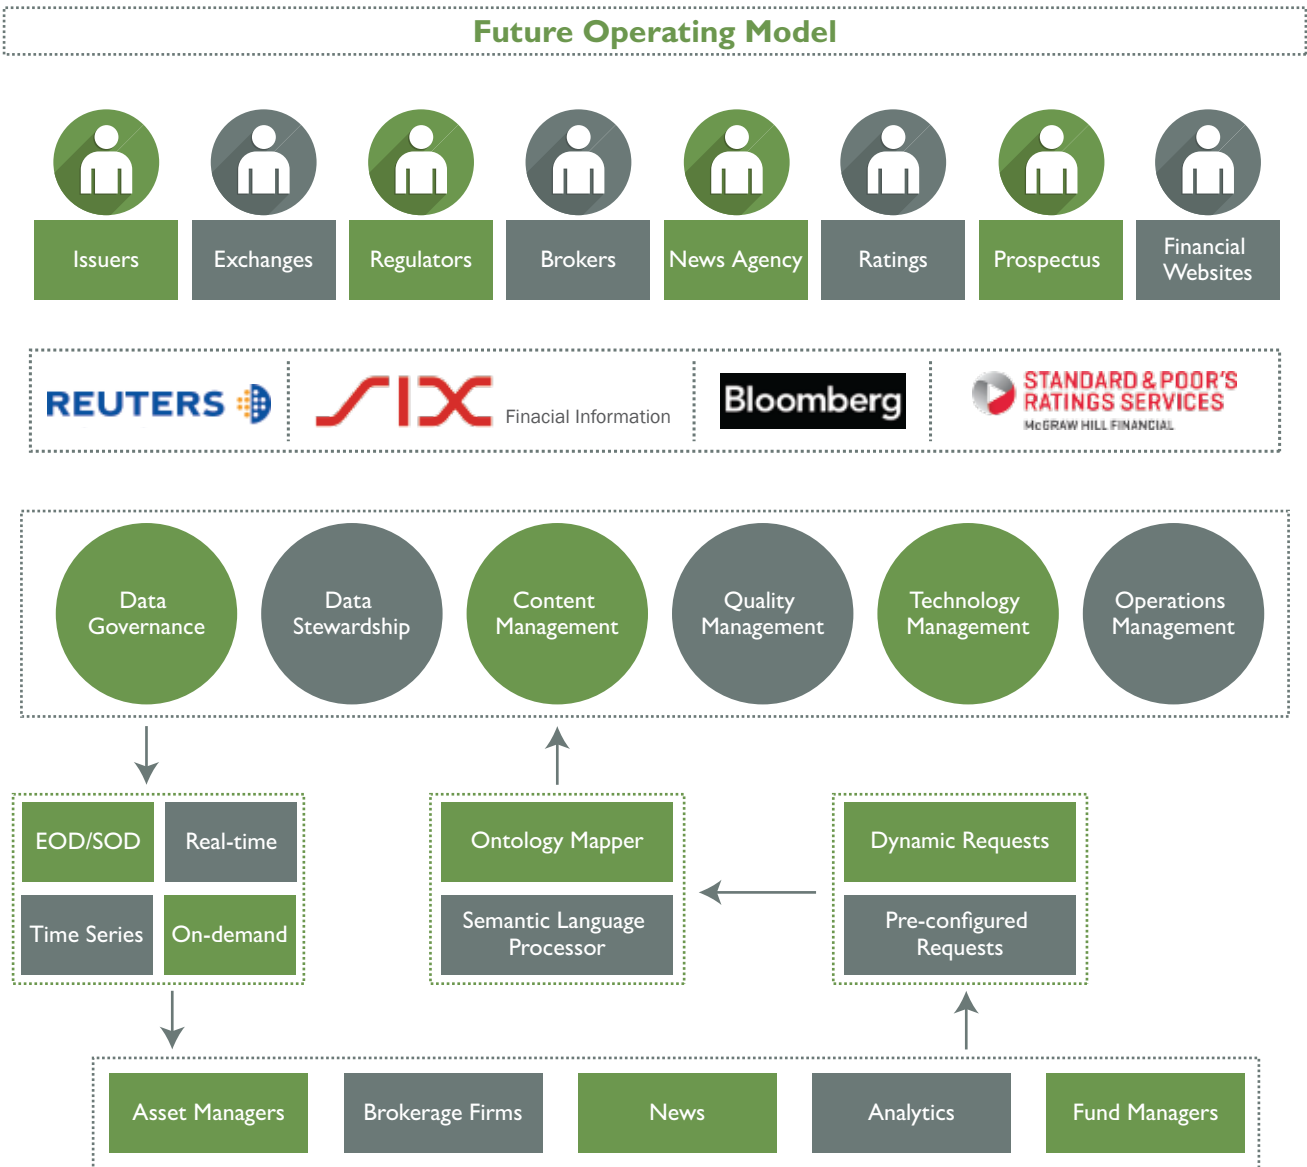 Future Operating Model
Issuers
Exchanges
Regulators
Brokers
News Agency
Ratings
Prospectus
Financial
Websites
REUTERS
SIX
Finacial Information
Bloomberg
STANDARD & POOR'S
RATINGS SERVICES
McGRAW HILL FINANCIAL
Data
Governance
Data
Stewardship
Content
Management
Quality
Management
Technology
Management
Operations
Management
EOD/SOD
Real-time
Time Series
On-demand
Ontology Mapper
Semantic Language
Processor
Dynamic Requests
Pre-configured
Requests
Asset Managers
Brokerage Firms
News
Analytics
Fund Managers